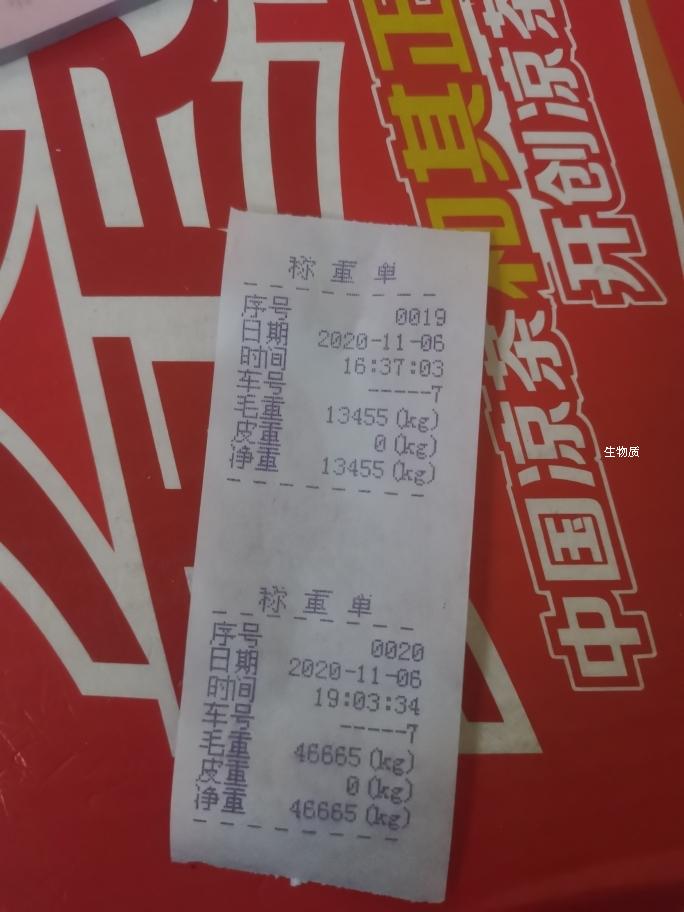 称重单
序号 0019
日期 2020-11-06
时间 16:37:03
车号 -----7
毛重 13455(kg)
皮重 0(kg)
净重 13455(kg)
称重单
序号 0020
日期 2020-11-06
时间 19:03:34
车号 -----7
毛重 46665(kg)
皮重 0(kg)
净重 46665(kg)
和其正
开创凉茶
中国凉茶
生物质